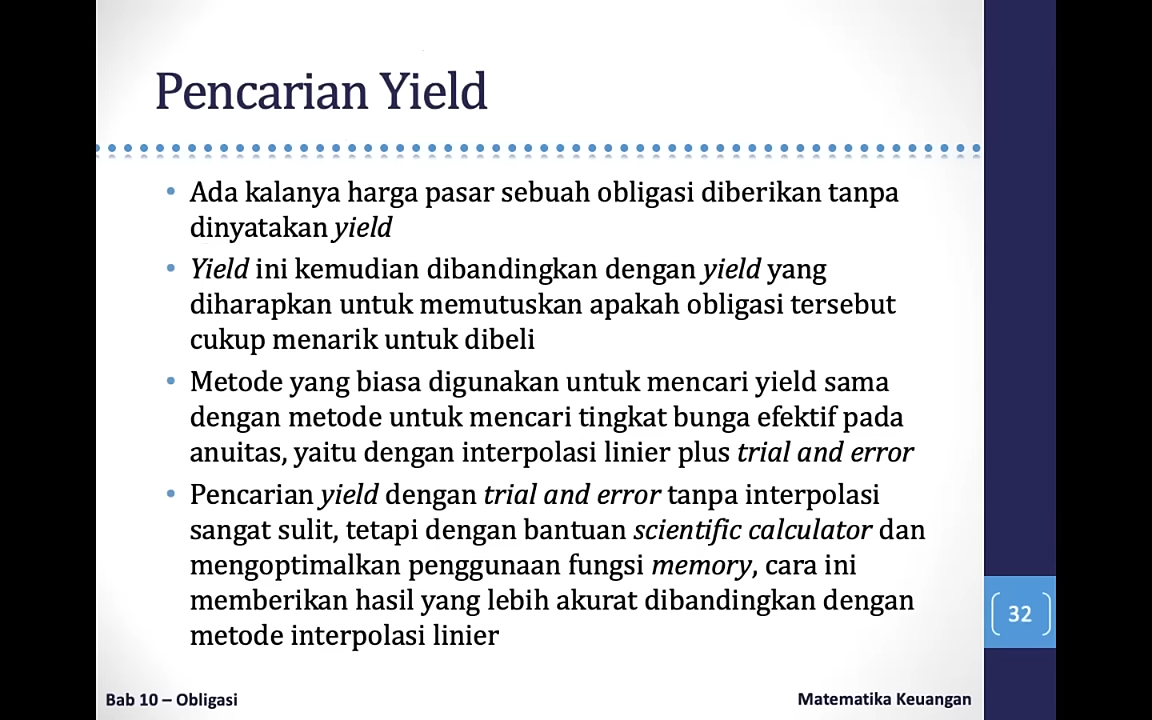 Pencarian Yield
• Ada kalanya harga pasar sebuah obligasi diberikan tanpa
dinyatakan yield
• Yield ini kemudian dibandingkan dengan yield yang
diharapkan untuk memutuskan apakah obligasi tersebut
cukup menarik untuk dibeli
• Metode yang biasa digunakan untuk mencari yield sama
dengan metode untuk mencari tingkat bunga efektif pada
anuitas, yaitu dengan interpolasi linier plus trial and error
• Pencarian yield dengan trial and error tanpa interpolasi
sangat sulit, tetapi dengan bantuan scientific calculator dan
mengoptimalkan penggunaan fungsi memory, cara ini
memberikan hasil yang lebih akurat dibandingkan dengan
metode interpolasi linier
32
Bab 10 – Obligasi
Matematika Keuangan